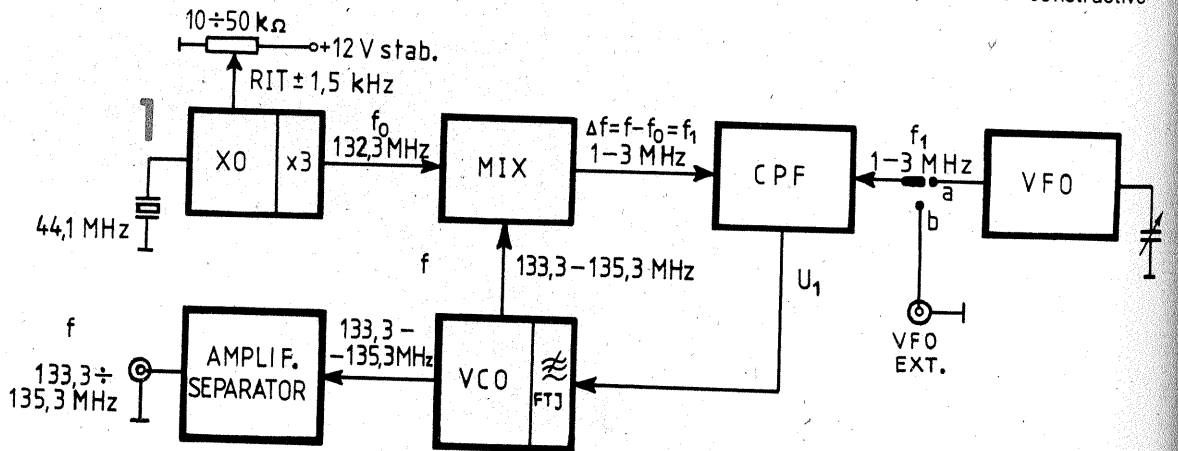 constructive
10÷50 kΩ
+12 V stab.
RIT ± 1,5 kHz
1
XO
x3
f₀
132,3 MHz
MIX
Δf=f-f₀=f₁
1-3 MHz
CPF
f₁
1-3 MHz
a
b
VFO
44,1 MHz
f
133,3-135,3 MHz
U₁
VFO
EXT.
f
133,3÷
135,3 MHz
AMPLIF.
SEPARATOR
133,3-
-135,3MHz
VCO
FTJ